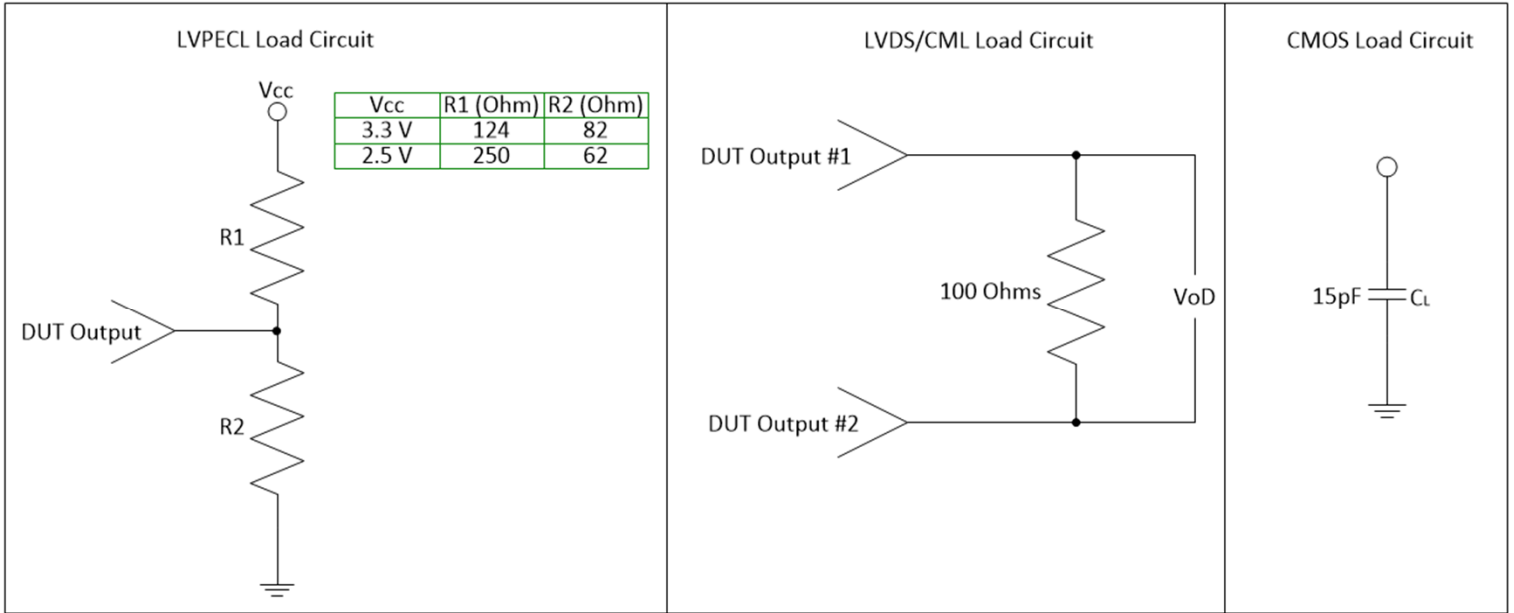 LVPECL Load Circuit
Vcc
Vcc R1 (Ohm) R2 (Ohm)
3.3 V 124 82
2.5 V 250 62
R1
DUT Output
R2
LVDS/CML Load Circuit
DUT Output #1
100 Ohms
VoD
DUT Output #2
CMOS Load Circuit
15pF CL